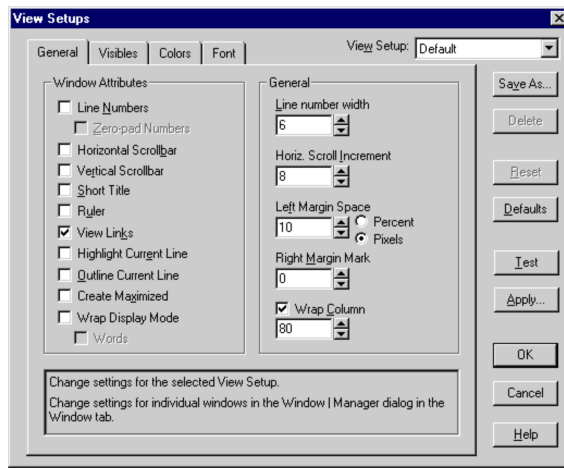 View Setups
General Visibles Colors Font
View Setup: Default
Window Attributes
Line Numbers
Zero-pad Numbers
Horizontal Scrollbar
Vertical Scrollbar
Short Title
Ruler
View Links
Highlight Current Line
Outline Current Line
Create Maximized
Wrap Display Mode
Words
General
Line number width
6
Horiz. Scroll Increment
8
Left Margin Space
10
Percent
Pixels
Right Margin Mark
0
Wrap Column
80
Save As...
Delete
Reset
Defaults
Test
Apply...
OK
Cancel
Help
Change settings for the selected View Setup.
Change settings for individual windows in the Window | Manager dialog in the
Window tab.